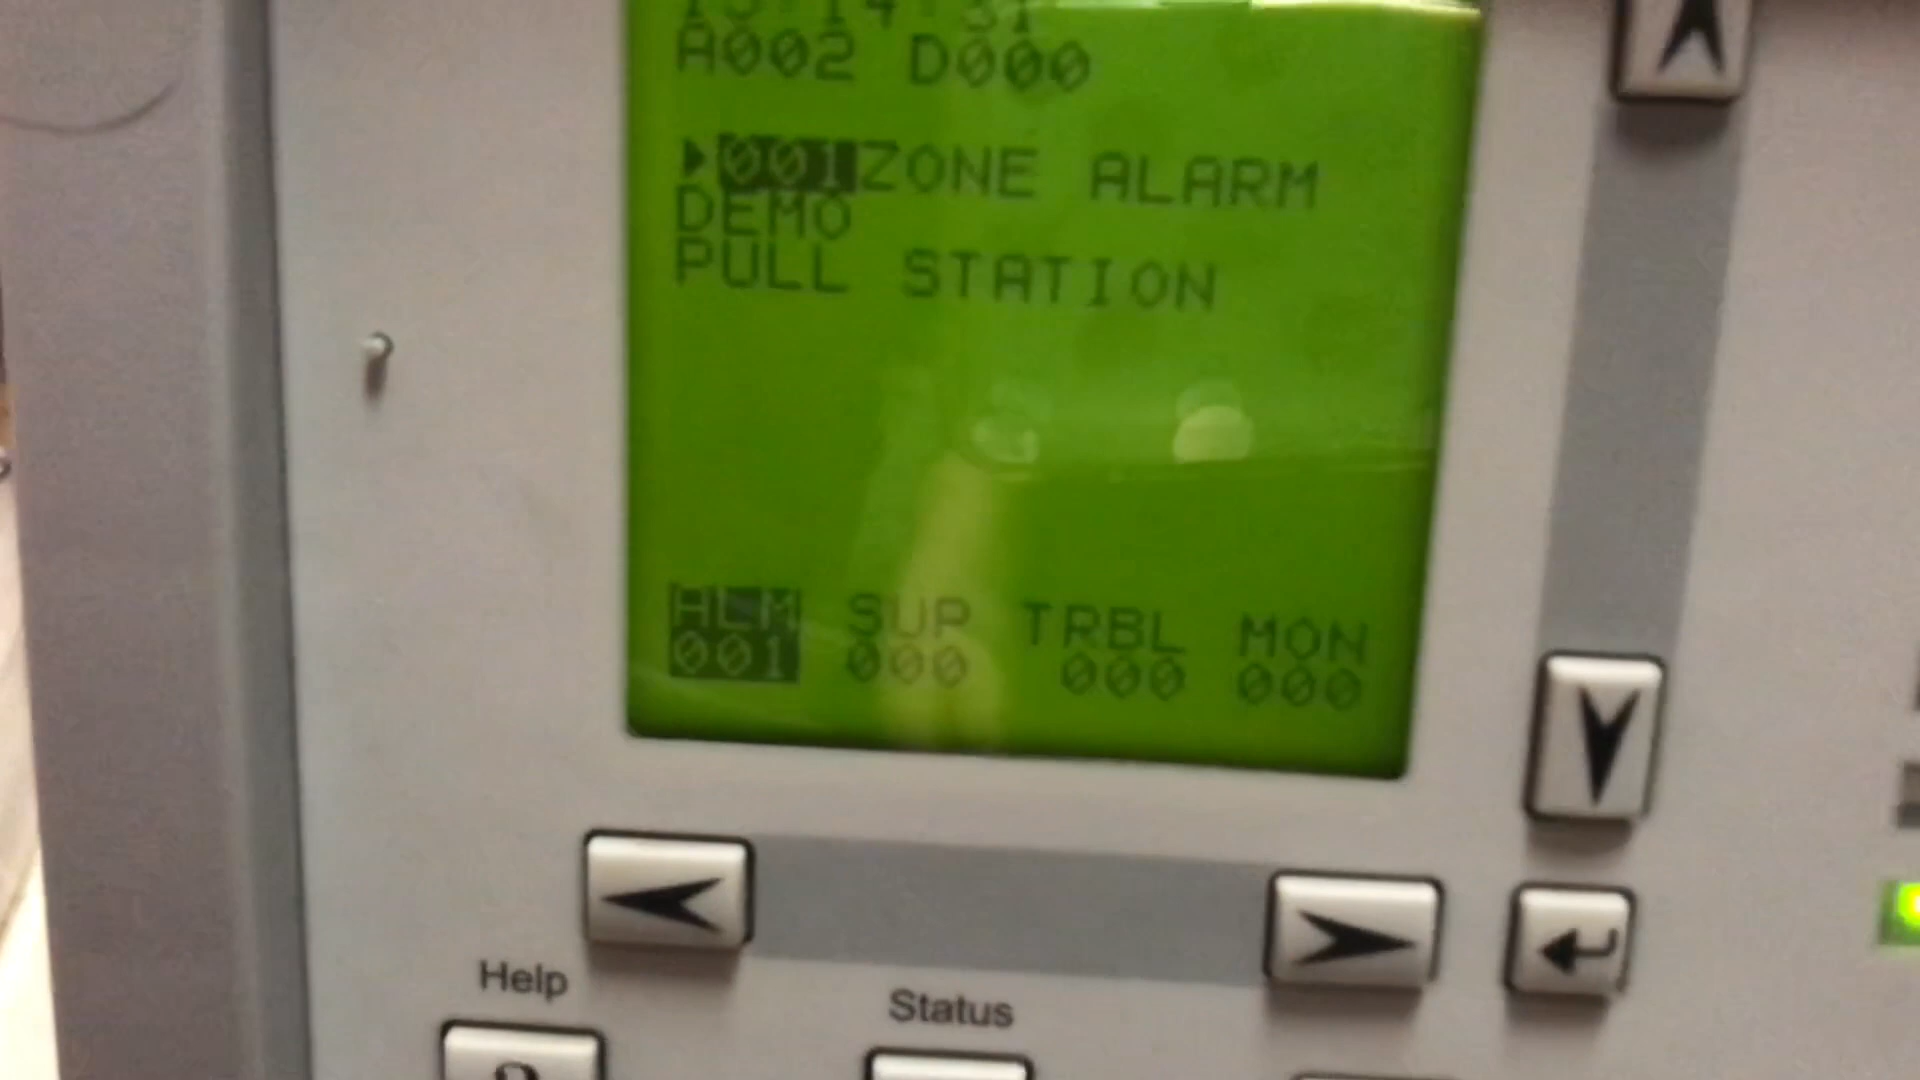 A002 D000
001 ZONE ALARM
DEMO
PULL STATION
ALM SUP TRBL MON
001 000 000 000
Help
Status